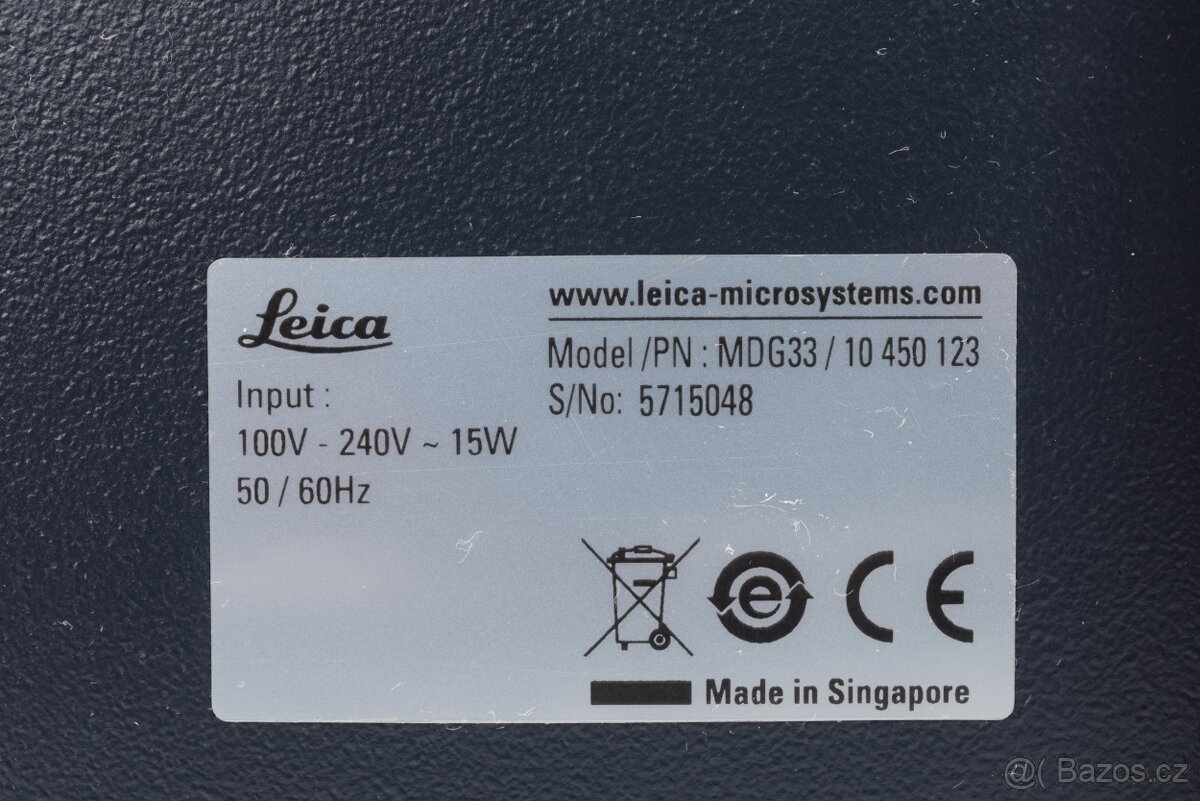 Leica
Input :
100V - 240V ~ 15W
50 / 60Hz
www.leica-microsystems.com
Model /PN : MDG33 / 10 450 123
S/No: 5715048
e
CE
Made in Singapore
@( Bazos.cz